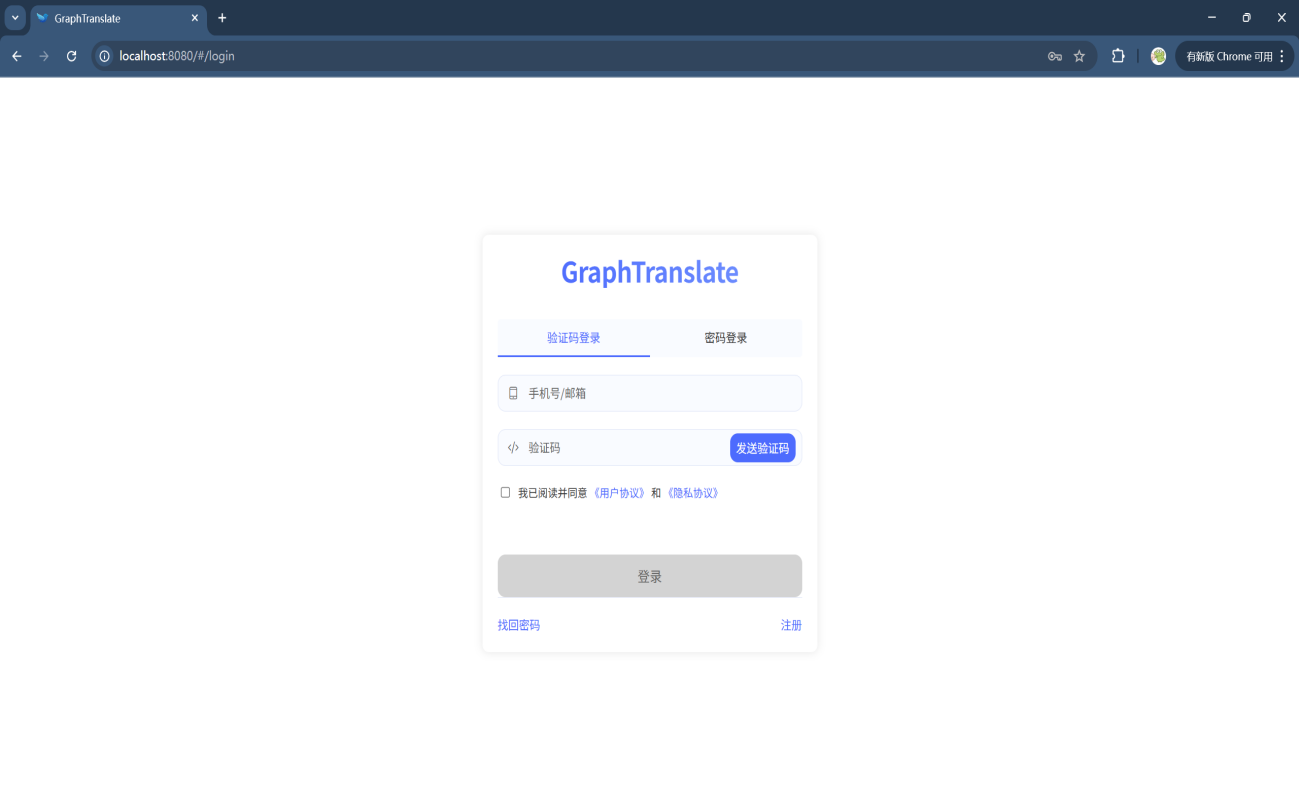 GraphTranslate
localhost:8080/#/login
有新版 Chrome 可用
GraphTranslate
验证码登录 密码登录
手机号/邮箱
验证码 发送验证码
我已阅读并同意《用户协议》和《隐私协议》
登录
找回密码 注册